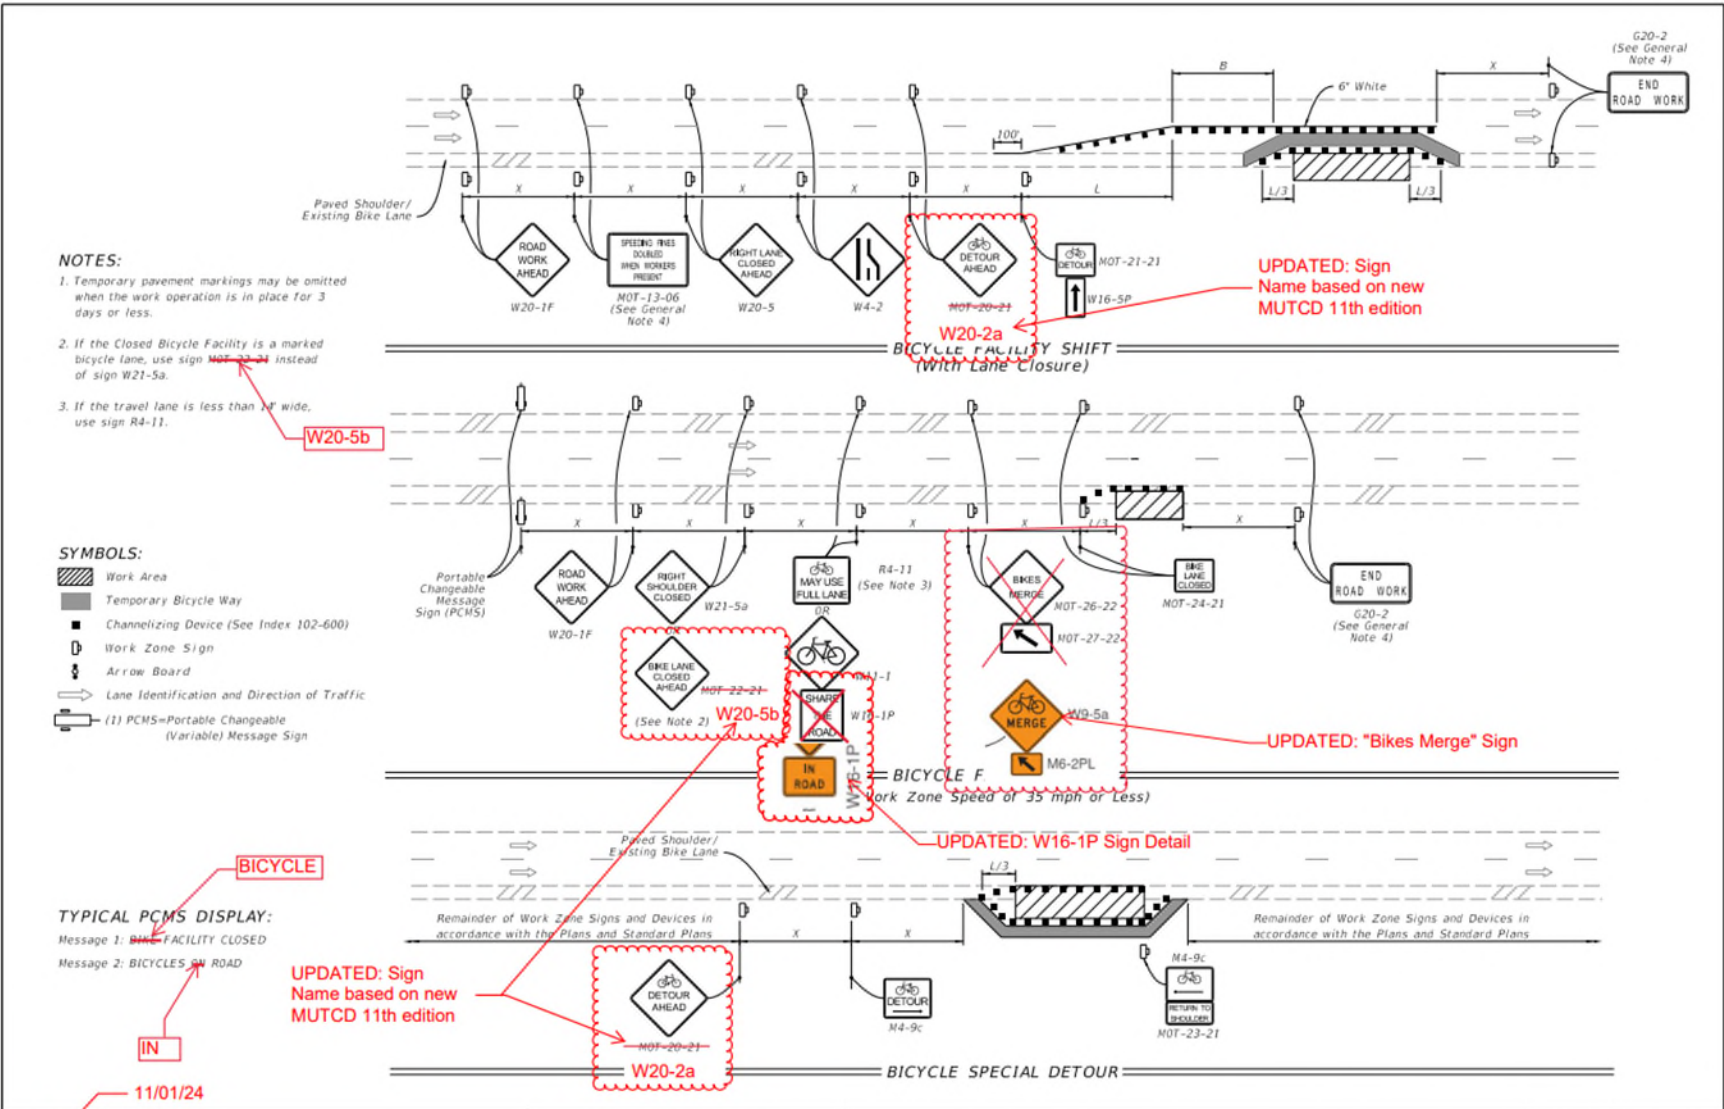 G20-2
(See General
Note 4)
END
ROAD WORK
B
X
6" White
100'
X
X
X
X
X
L
L/3
L/3
Paved Shoulder/
Existing Bike Lane
ROAD
WORK
AHEAD
W20-1F
SPEEDING FINES
DOUBLED
WHEN WORKERS
PRESENT
MOT-13-06
(See General
Note 4)
RIGHT LANE
CLOSED
AHEAD
W20-5
W4-2
DETOUR
AHEAD
MOT-20-21
W20-2a
DETOUR
MOT-21-21
W16-5P
UPDATED: Sign
Name based on new
MUTCD 11th edition
BICYCLE FACILITY SHIFT
(With Lane Closure)
NOTES:
1. Temporary pavement markings may be omitted
when the work operation is in place for 3
days or less.
2. If the Closed Bicycle Facility is a marked
bicycle lane, use sign MOT-22-21 instead
of sign W21-5a.
3. If the travel lane is less than 14' wide,
use sign R4-11.
W20-5b
X
X
X
X
X
L/3
X
Portable
Changeable
Message
Sign (PCMS)
ROAD
WORK
AHEAD
W20-1F
RIGHT
SHOULDER
CLOSED
W21-5a
BIKE LANE
CLOSED
AHEAD
MOT-22-21
(See Note 2)
W20-5b
MAY USE
FULL LANE
R4-11
(See Note 3)
OR
W11-1
SHARE
THE
ROAD
W16-1P
IN
ROAD
W16-1P
BIKES
MERGE
MOT-26-22
MOT-27-22
MERGE
W9-5a
M6-2PL
BIKE
LANE
CLOSED
MOT-24-21
END
ROAD WORK
G20-2
(See General
Note 4)
UPDATED: "Bikes Merge" Sign
BICYCLE F
ork Zone Speed of 35 mph or Less)
UPDATED: W16-1P Sign Detail
SYMBOLS:
Work Area
Temporary Bicycle Way
Channelizing Device (See Index 102-600)
Work Zone Sign
Arrow Board
Lane Identification and Direction of Traffic
(1) PCMS=Portable Changeable
(Variable) Message Sign
Paved Shoulder/
Existing Bike Lane
L/3
Remainder of Work Zone Signs and Devices in
accordance with the Plans and Standard Plans
X
X
Remainder of Work Zone Signs and Devices in
accordance with the Plans and Standard Plans
BICYCLE
TYPICAL PCMS DISPLAY:
Message 1: BIKE FACILITY CLOSED
Message 2: BICYCLES ON ROAD
IN
UPDATED: Sign
Name based on new
MUTCD 11th edition
DETOUR
AHEAD
MOT-20-21
W20-2a
DETOUR
M4-9c
M4-9c
RETURN TO
SHOULDER
MOT-23-21
BICYCLE SPECIAL DETOUR
11/01/24